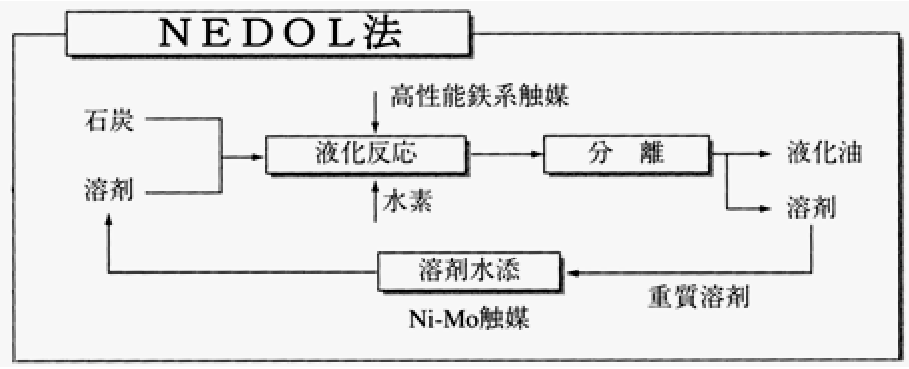 NEDOL法
高性能鉄系触媒
石炭
液化反応
分離
液化油
溶剤
水素
溶剤
溶剤水添
重質溶剤
Ni-Mo触媒